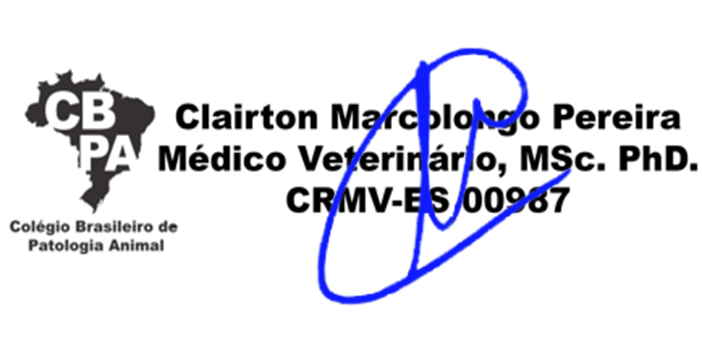 CB
PA
Colégio Brasileiro de
Patologia Animal
Clairton Marcolongo Pereira
Médico Veterinário, MSc. PhD.
CRMV-ES 00987